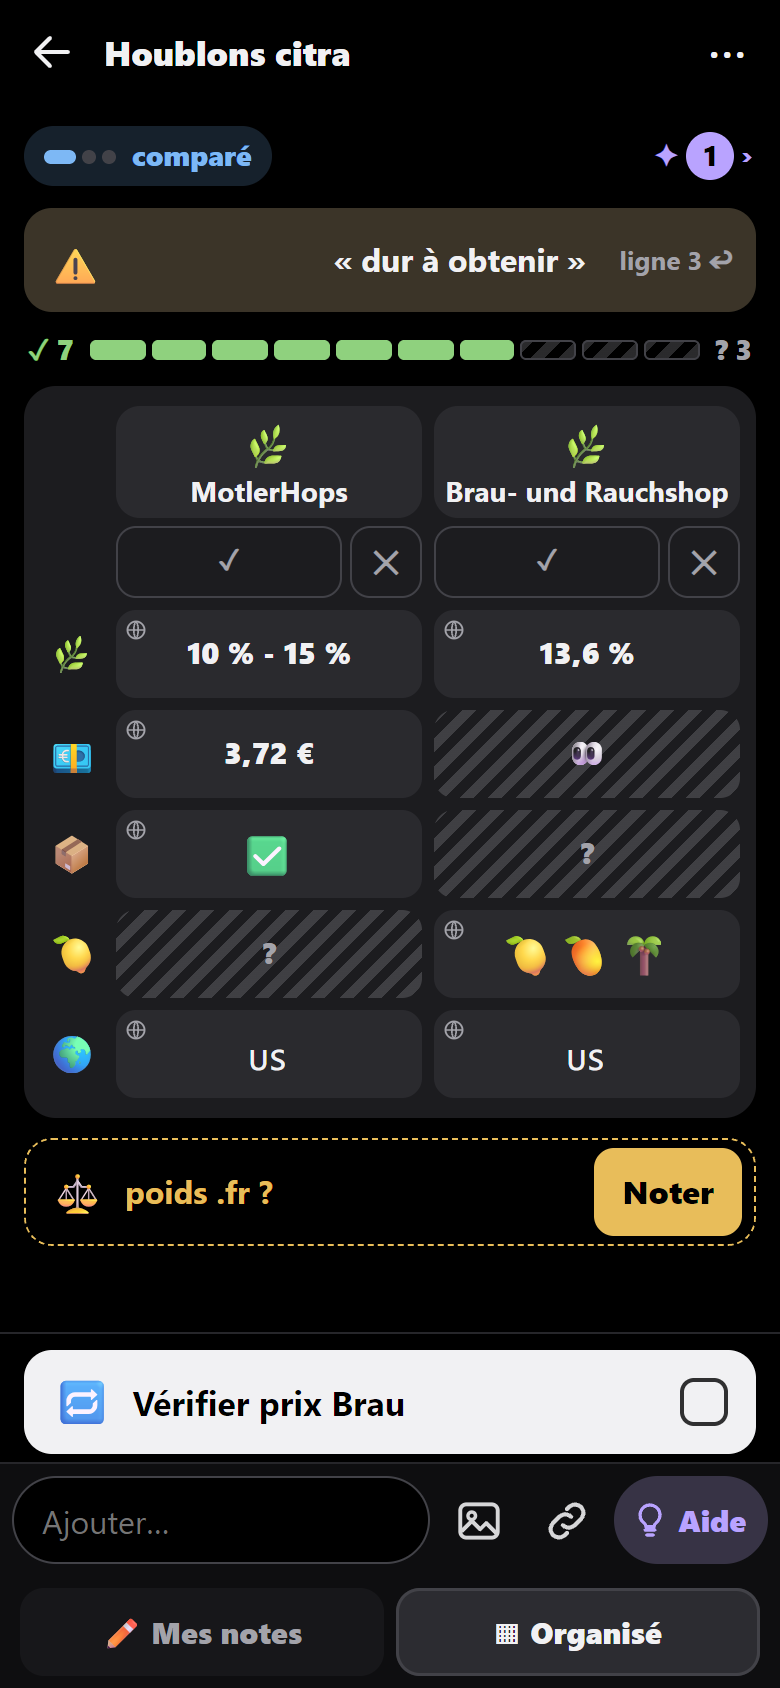 Houblons citra
comparé
1
« dur à obtenir » ligne 3
7
? 3
MotlerHops
Brau- und Rauchshop
10 % - 15 %
13,6 %
3,72 €
?
?
US
US
poids .fr ?
Noter
Vérifier prix Brau
Ajouter...
Aide
Mes notes
Organisé